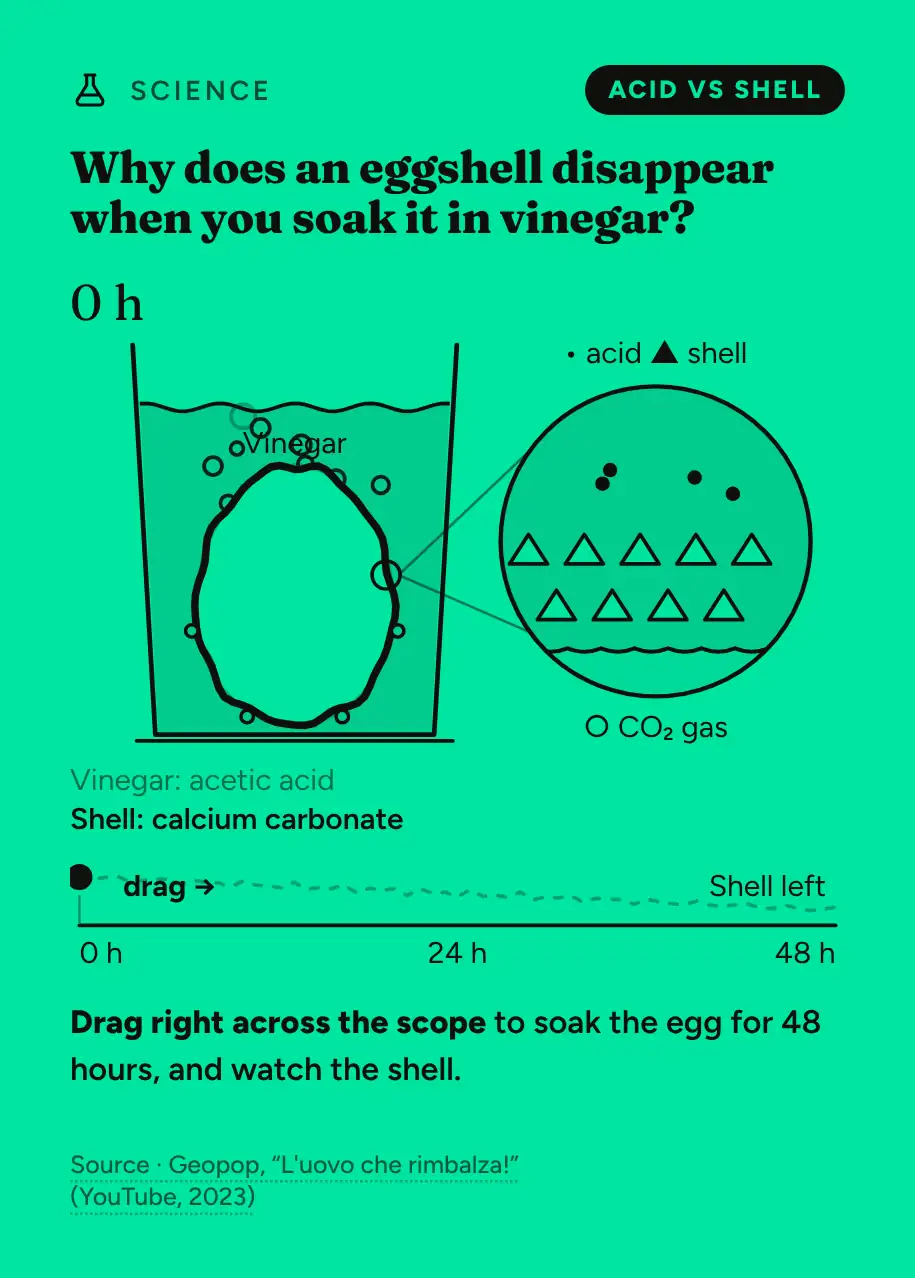 SCIENCE
ACID VS SHELL
Why does an eggshell disappear
when you soak it in vinegar?
0 h
• acid ▲ shell
Vinegar
CO₂ gas
Vinegar: acetic acid
Shell: calcium carbonate
drag →
Shell left
0 h
24 h
48 h
Drag right across the scope to soak the egg for 48
hours, and watch the shell.
Source · Geopop, “L'uovo che rimbalza!”
(YouTube, 2023)